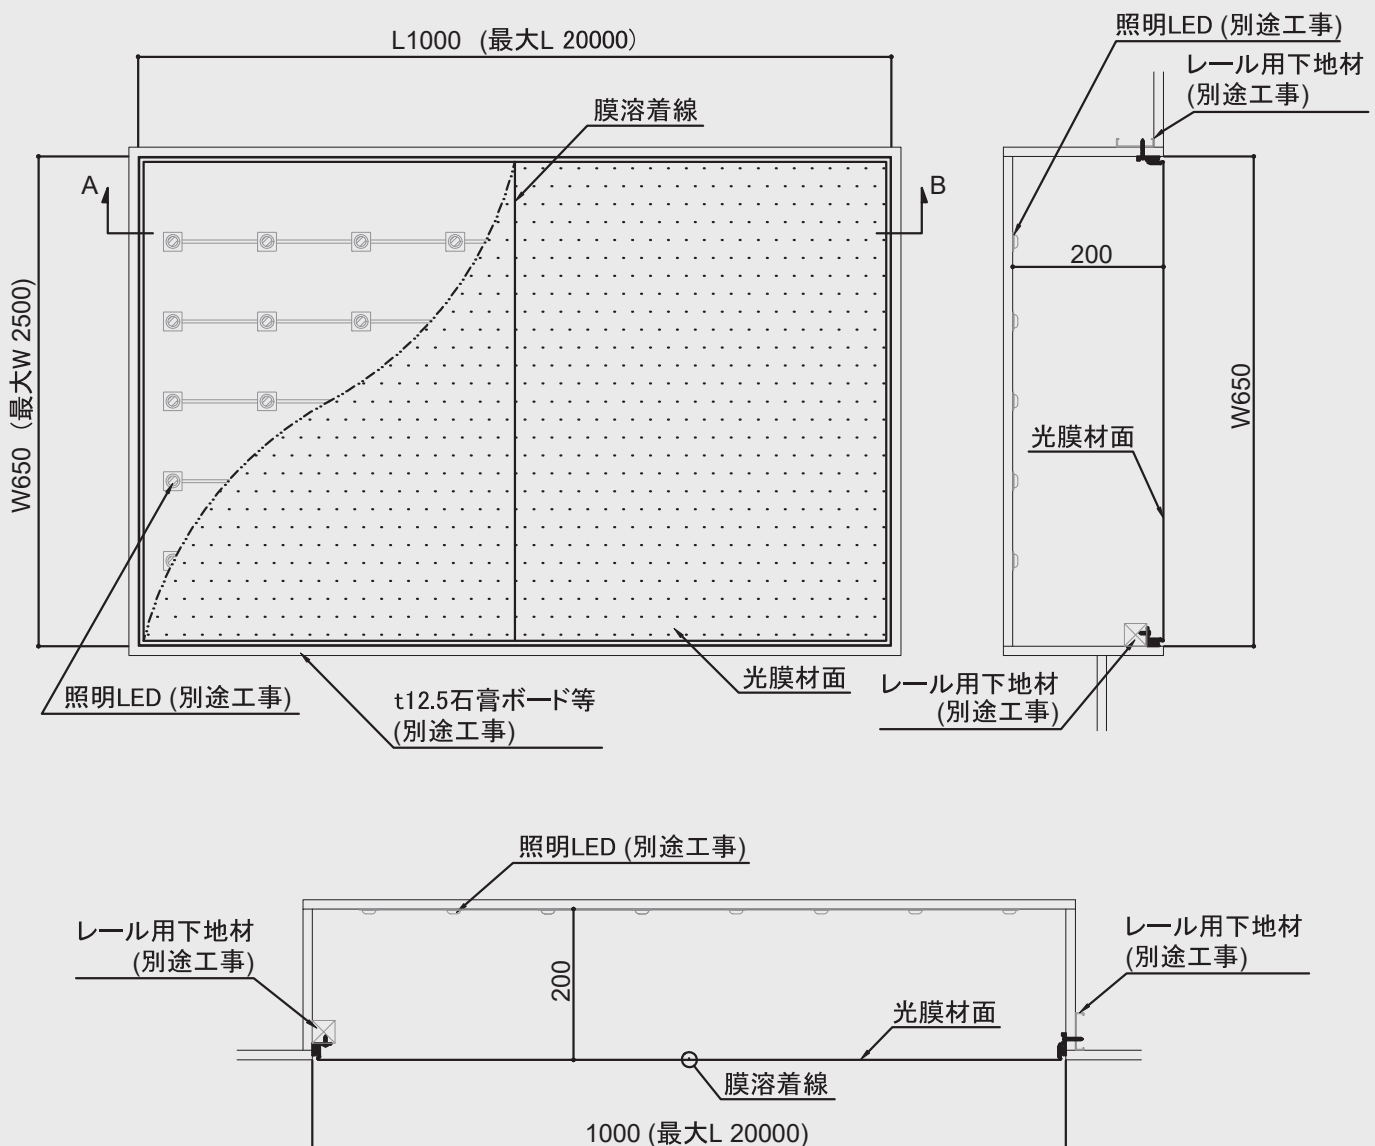 L1000 (最大L 20000)
照明LED (別途工事)
レール用下地材
(別途工事)
膜溶着線
A
B
W650 (最大W 2500)
200
W650
光膜材面
照明LED (別途工事)
t12.5石膏ボード等
(別途工事)
光膜材面
レール用下地材
(別途工事)
照明LED (別途工事)
レール用下地材
(別途工事)
200
光膜材面
レール用下地材
(別途工事)
膜溶着線
1000 (最大L 20000)